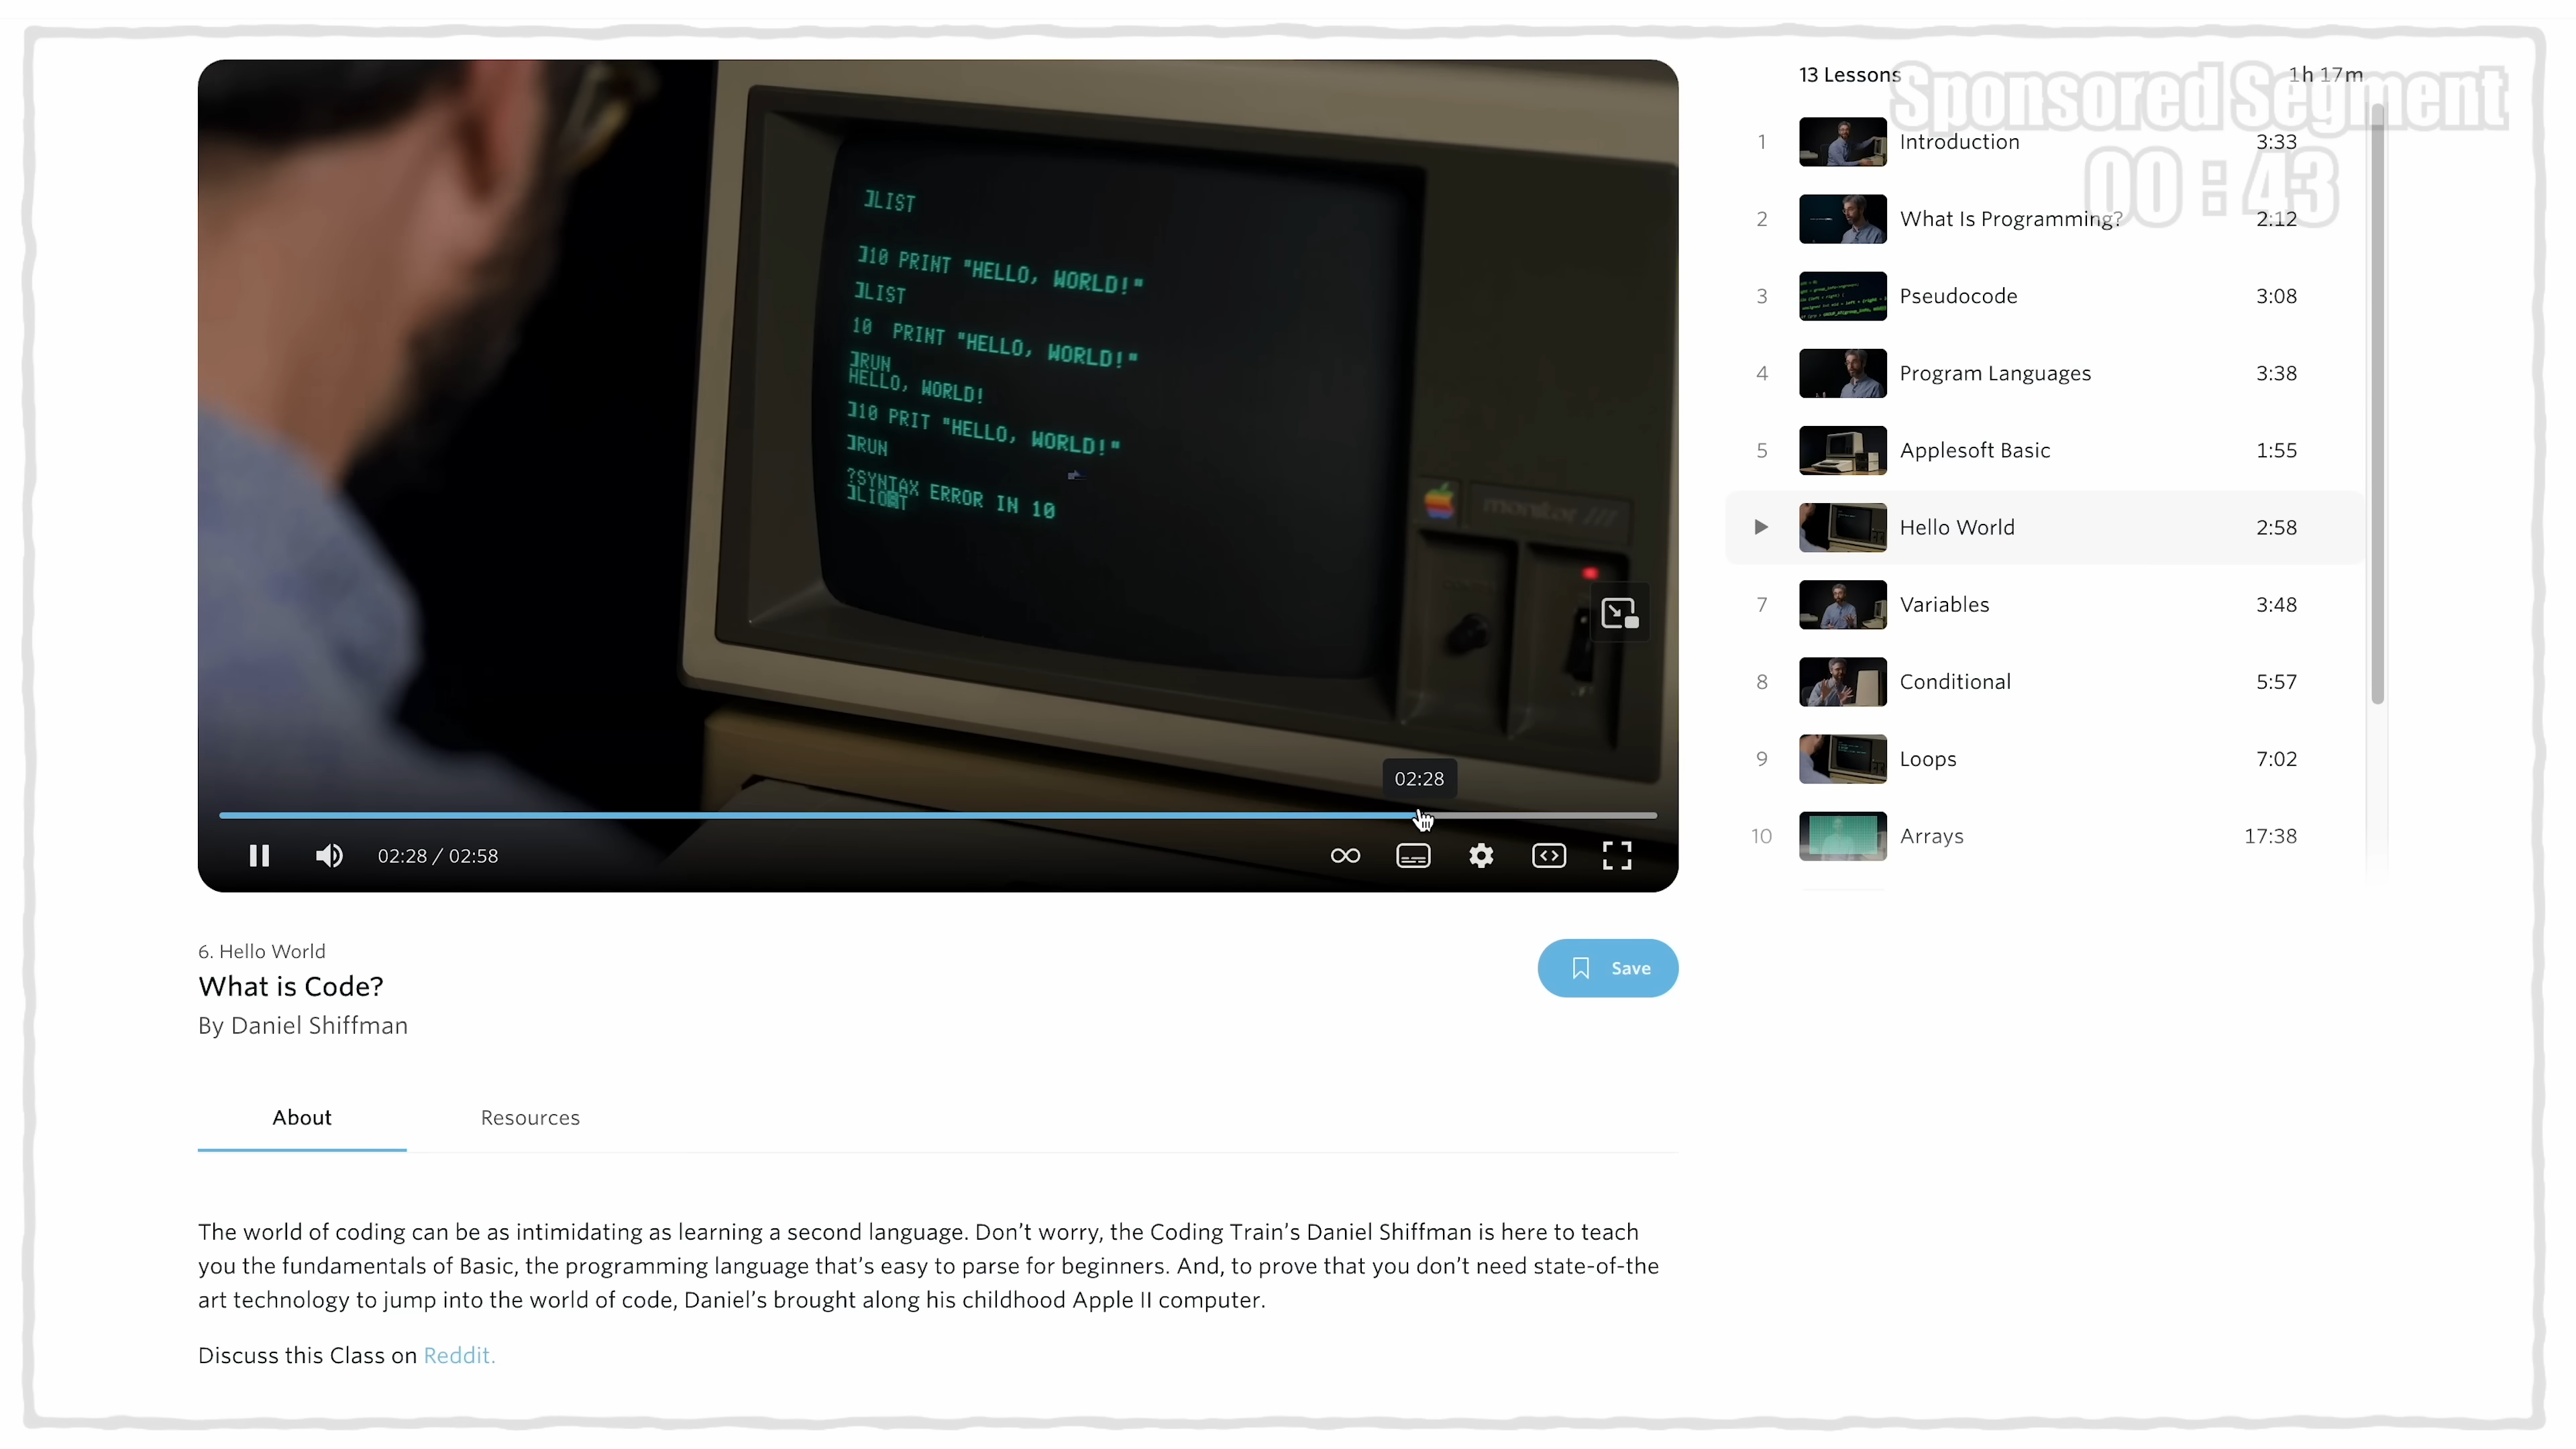 ]LIST
]10 PRINT "HELLO, WORLD!"
]LIST
10 PRINT "HELLO, WORLD!"
]RUN
HELLO, WORLD!
]10 PRIT "HELLO, WORLD!"
]RUN
?SYNTAX ERROR IN 10
monitor ///
02:28
02:28 / 02:58
13 Lessons 1h 17m
Sponsored Segment
00:43
1 Introduction 3:33
2 What Is Programming? 2:12
3 Pseudocode 3:08
4 Program Languages 3:38
5 Applesoft Basic 1:55
Hello World 2:58
7 Variables 3:48
8 Conditional 5:57
9 Loops 7:02
10 Arrays 17:38
6. Hello World
What is Code?
By Daniel Shiffman
Save
About Resources
The world of coding can be as intimidating as learning a second language. Don't worry, the Coding Train's Daniel Shiffman is here to teach
you the fundamentals of Basic, the programming language that's easy to parse for beginners. And, to prove that you don't need state-of-the
art technology to jump into the world of code, Daniel's brought along his childhood Apple II computer.
Discuss this Class on Reddit.